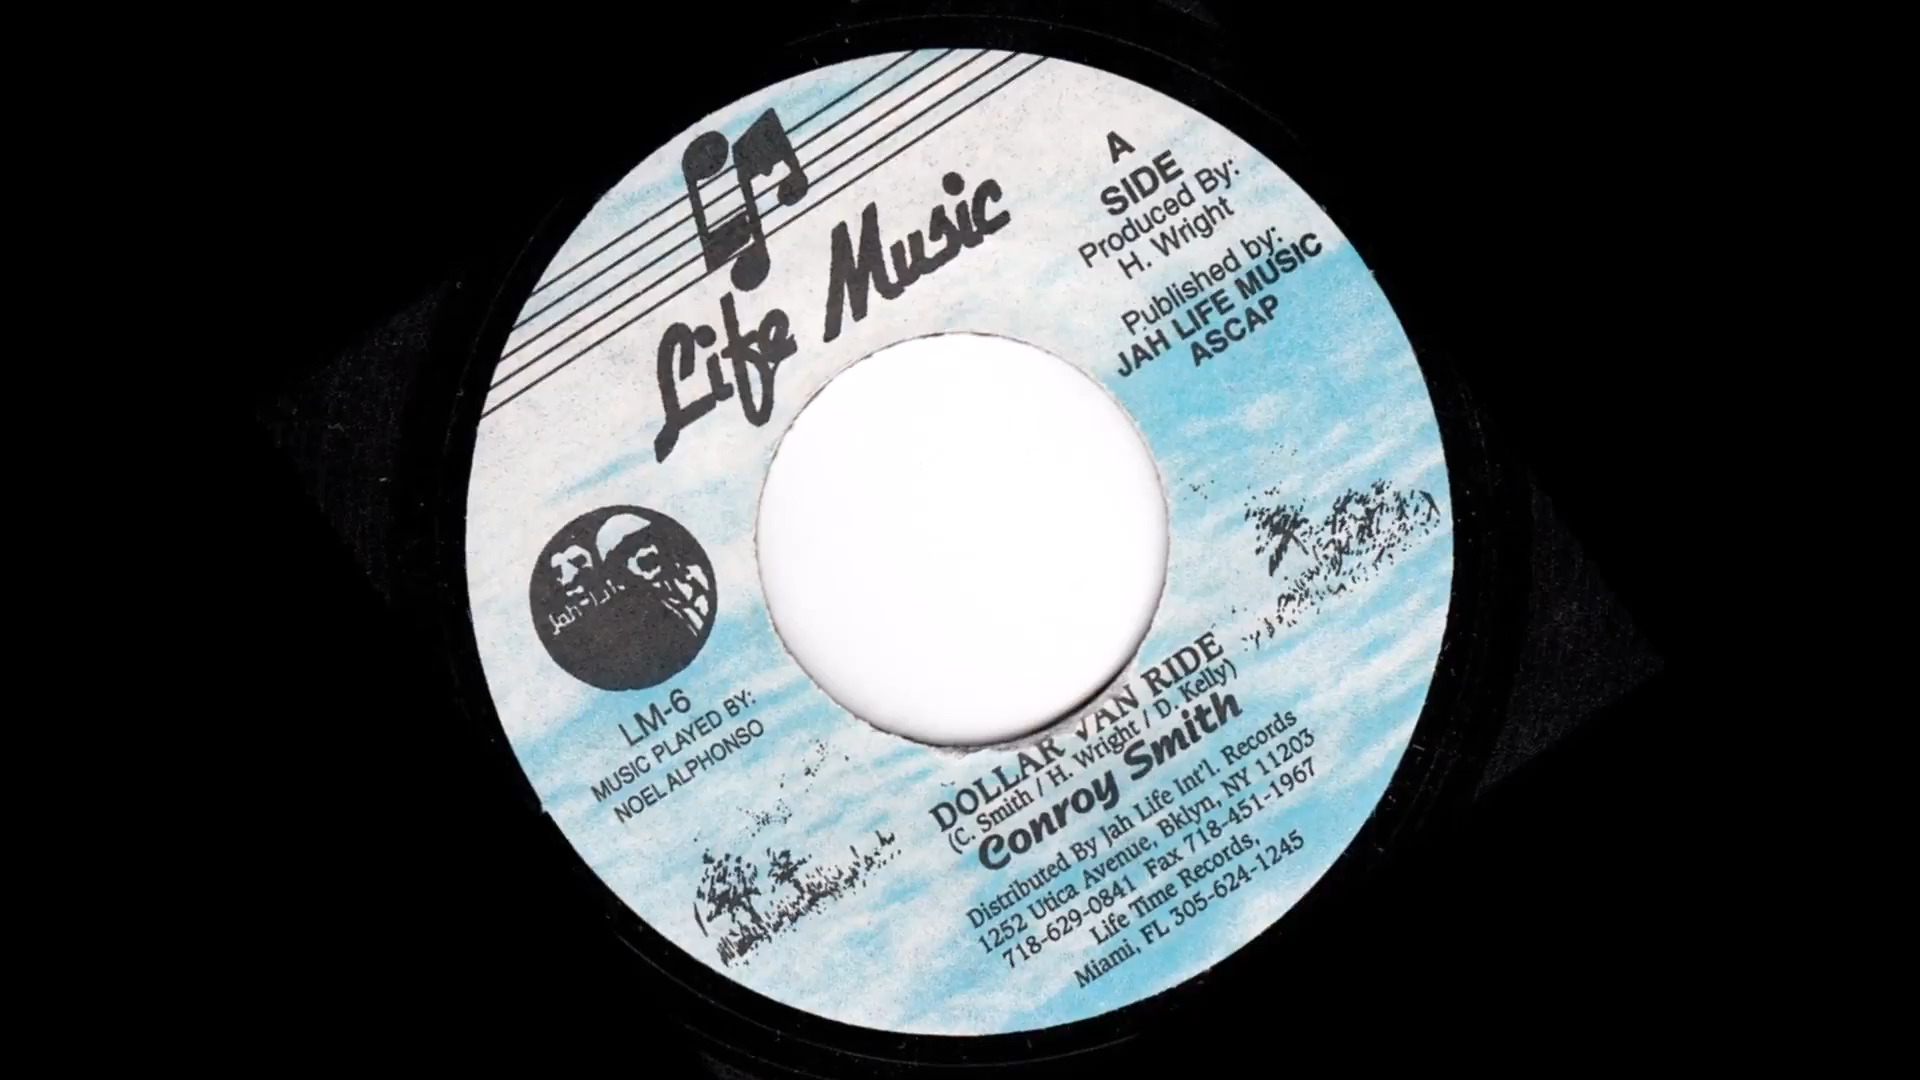 Life Music
A
SIDE
Produced By:
H. Wright
Published by:
JAH LIFE MUSIC
ASCAP
LM-6
MUSIC PLAYED BY:
NOEL ALPHONSO
DOLLAR VAN RIDE
(C. Smith / H. Wright / D. Kelly)
Conroy Smith
Distributed By Jah Life Int'l. Records
1252 Utica Avenue, Bklyn, NY 11203
718-629-0841 Fax 718-451-1967
Life Time Records,
Miami, FL 305-624-1245